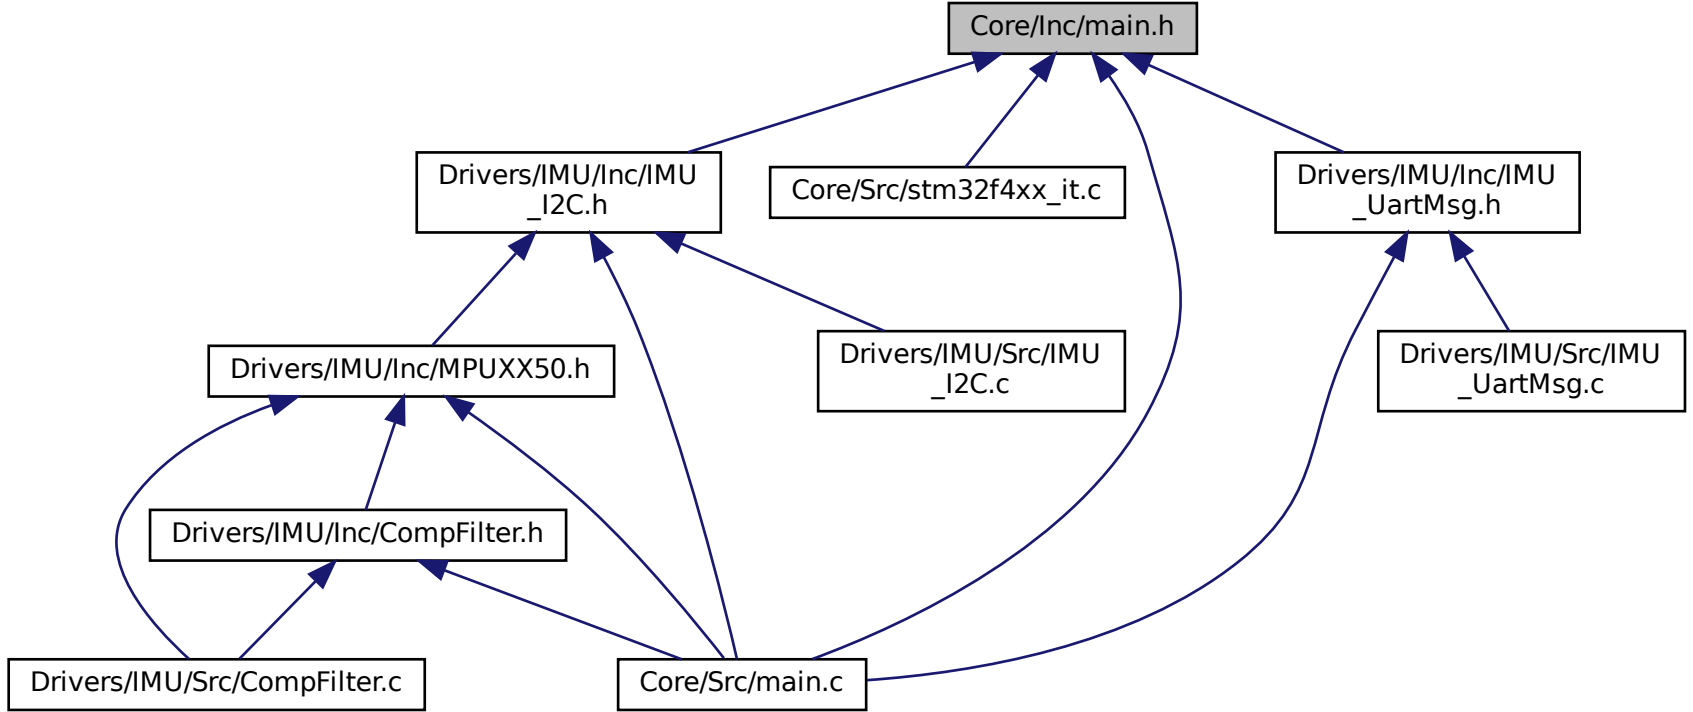 Core/Inc/main.h
Drivers/IMU/Inc/IMU
_I2C.h
Core/Src/stm32f4xx_it.c
Drivers/IMU/Inc/IMU
_UartMsg.h
Drivers/IMU/Inc/MPUXX50.h
Drivers/IMU/Src/IMU
_I2C.c
Drivers/IMU/Src/IMU
_UartMsg.c
Drivers/IMU/Inc/CompFilter.h
Drivers/IMU/Src/CompFilter.c
Core/Src/main.c